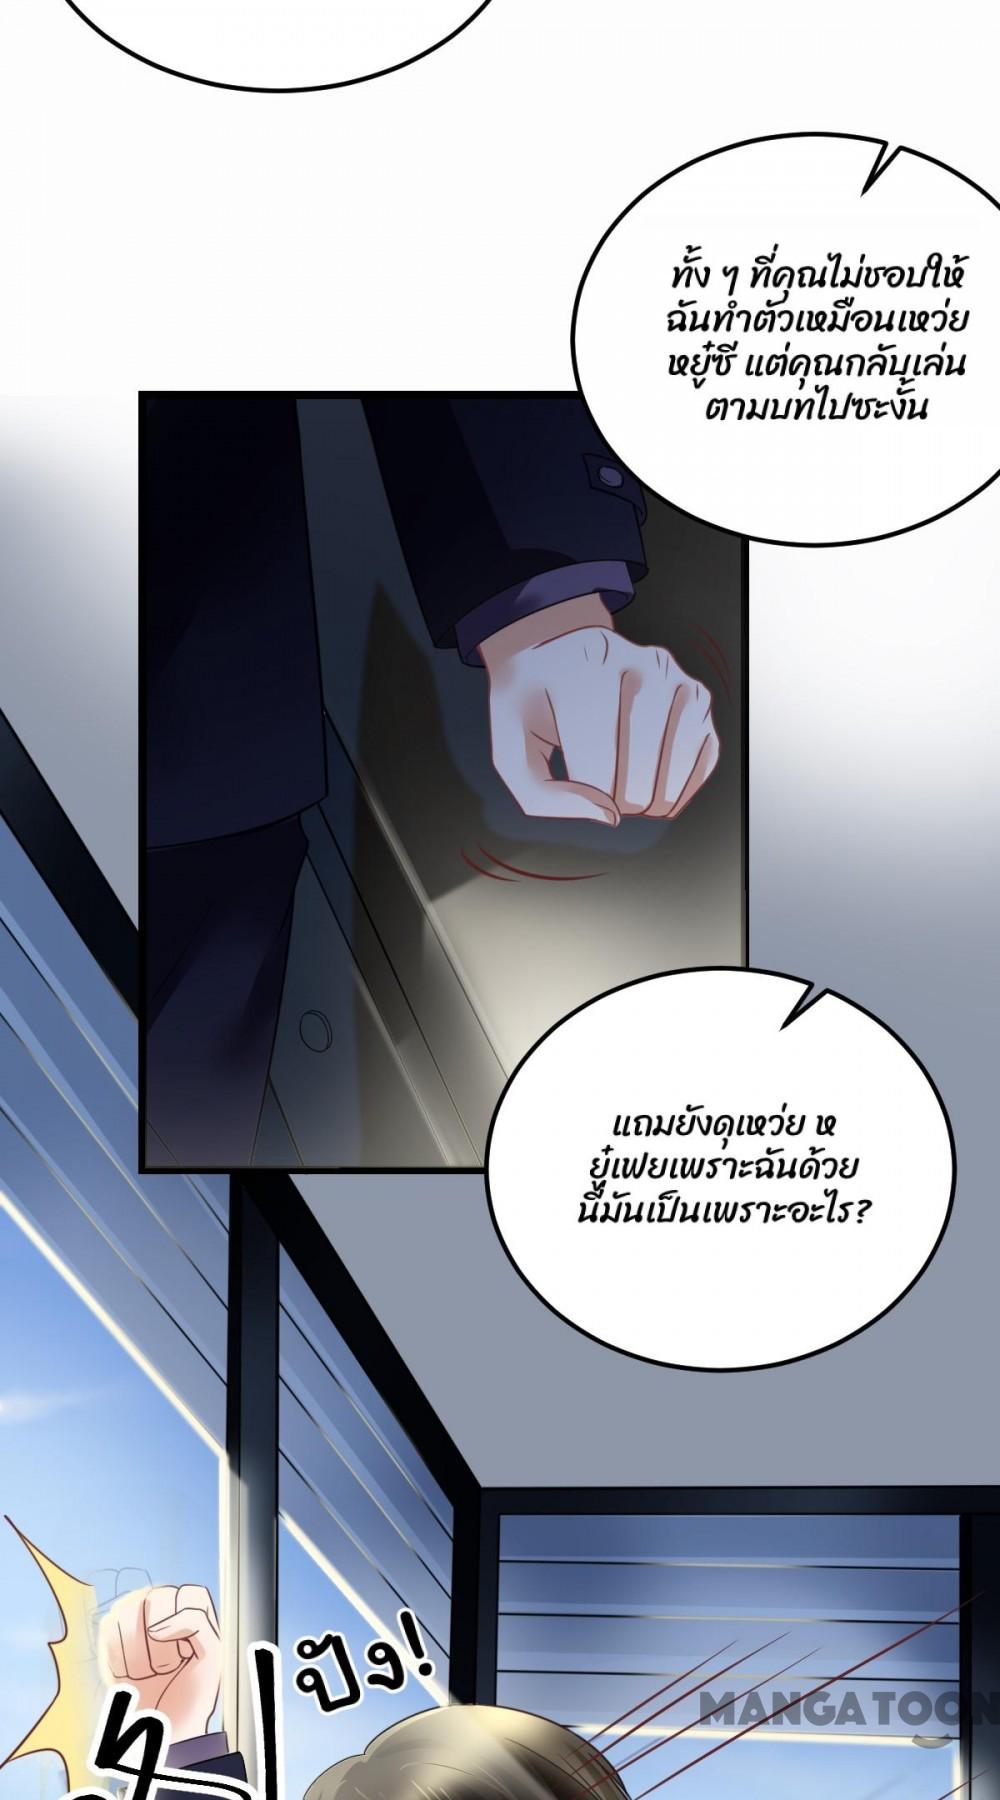 ทั้ง ๆ ที่คุณไม่ชอบให้
ฉันทำตัวเหมือนเหว่ย
หยู๋ซี แต่คุณกลับเล่น
ตามบทไปซะงั้น
แถมยังดุเหว่ย ห
ยู๋เฟยเพราะฉันด้วย
นี่มันเป็นเพราะอะไร?
ปัง!
MANGATOON